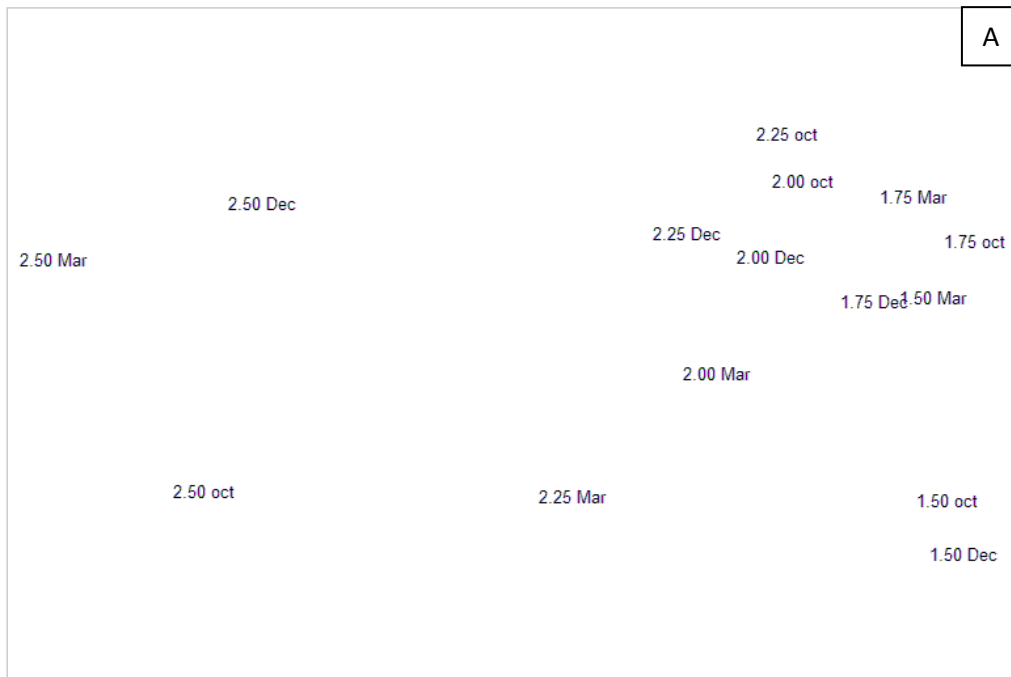 A
2.25 oct
2.00 oct
1.75 Mar
2.50 Dec
2.25 Dec
1.75 oct
2.00 Dec
2.50 Mar
1.75 Dec
1.50 Mar
2.00 Mar
2.50 oct
2.25 Mar
1.50 oct
1.50 Dec